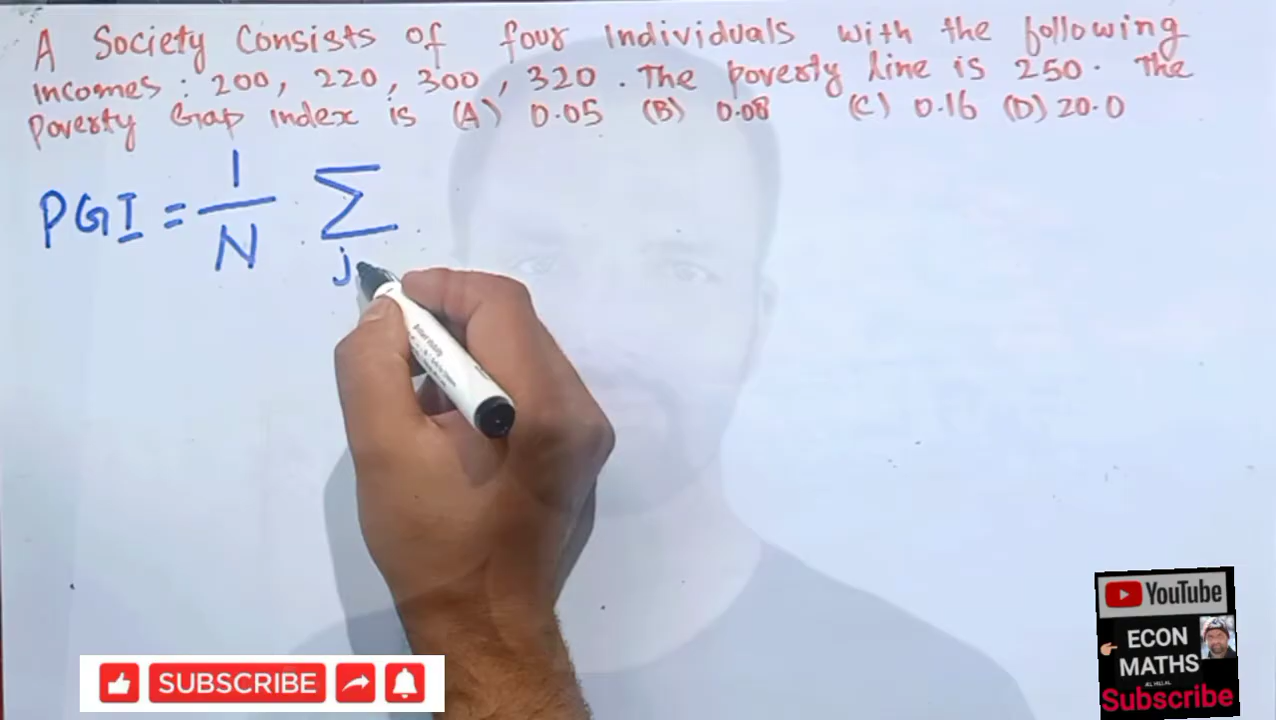 A Society Consists of four individuals with the following
incomes : 200, 220, 300, 320. The poverty line is 250. The
Poverty Gap index is (A) 0.05 (B) 0.08 (C) 0.16 (D) 20.0
PGI = 1/N Σ
j
SUBSCRIBE
YouTube
ECON
MATHS
Subscribe